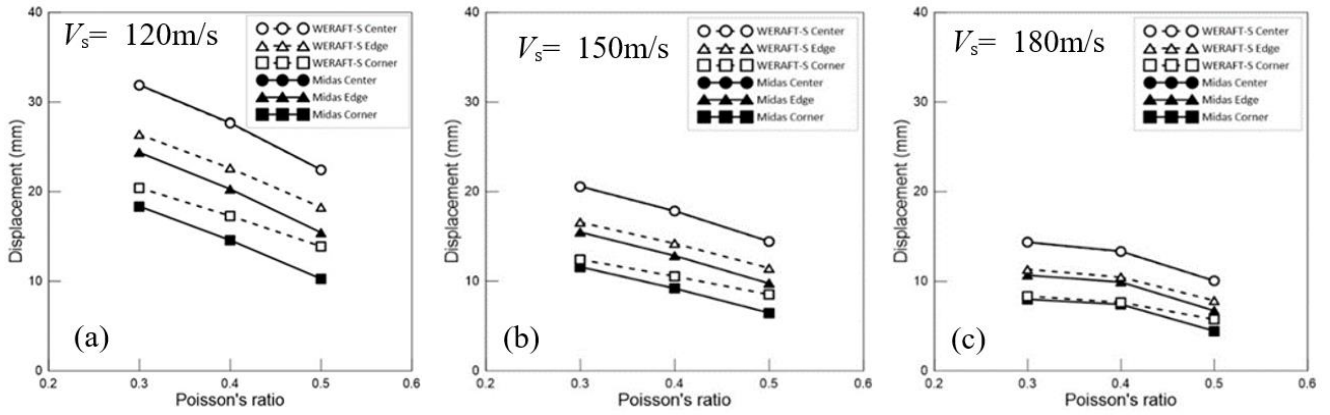 Vs= 120m/s
WERAFT-S Center
WERAFT-S Edge
WERAFT-S Corner
Midas Center
Midas Edge
Midas Corner
40
30
20
10
0
Displacement (mm)
(a)
0.2 0.3 0.4 0.5 0.6
Poisson's ratio
Vs= 150m/s
WERAFT-S Center
WERAFT-S Edge
WERAFT-S Corner
Midas Center
Midas Edge
Midas Corner
40
30
20
10
0
Displacement (mm)
(b)
0.2 0.3 0.4 0.5 0.6
Poisson's ratio
Vs= 180m/s
WERAFT-S Center
WERAFT-S Edge
WERAFT-S Corner
Midas Center
Midas Edge
Midas Corner
40
30
20
10
0
Displacement (mm)
(c)
0.2 0.3 0.4 0.5 0.6
Poisson's ratio